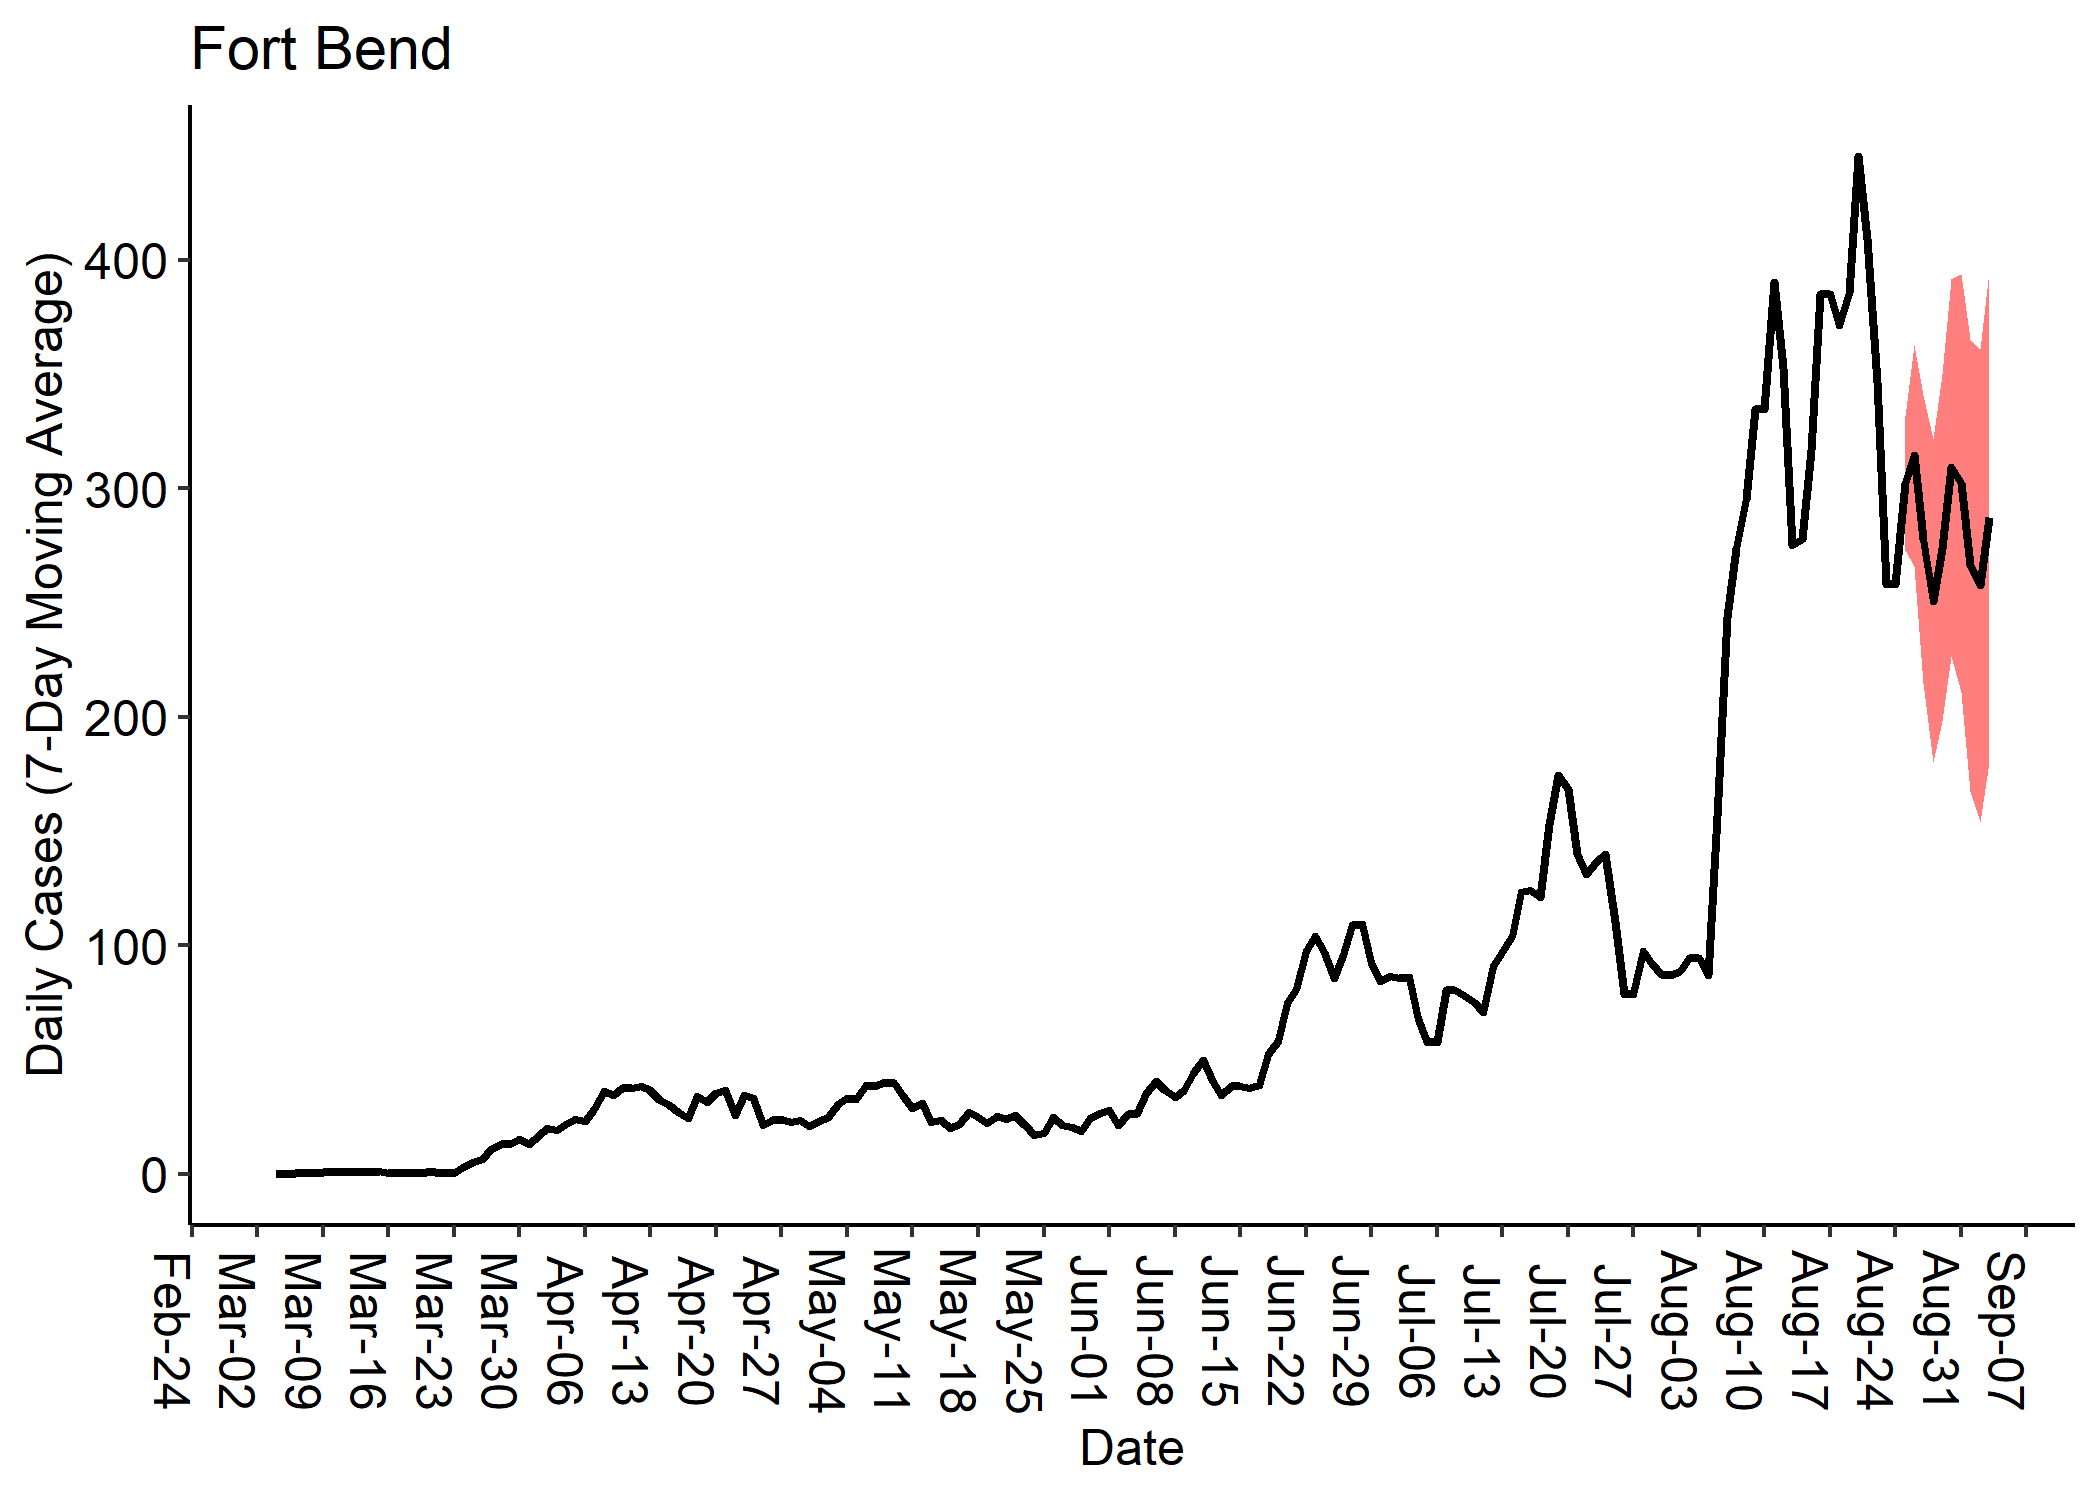 Fort Bend
Daily Cases (7-Day Moving Average)
400
300
200
100
0
Feb-24
Mar-02
Mar-09
Mar-16
Mar-23
Mar-30
Apr-06
Apr-13
Apr-20
Apr-27
May-04
May-11
May-18
May-25
Jun-01
Jun-08
Jun-15
Jun-22
Jun-29
Jul-06
Jul-13
Jul-20
Jul-27
Aug-03
Aug-10
Aug-17
Aug-24
Aug-31
Sep-07
Date